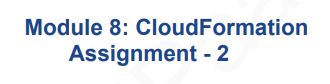 Module 8: CloudFormation
Assignment - 2